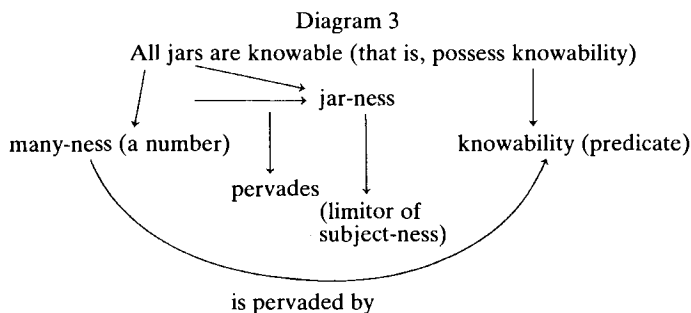 Diagram 3
All jars are knowable (that is, possess knowability)
jar-ness
many-ness (a number)
knowability (predicate)
pervades
(limitor of
subject-ness)
is pervaded by